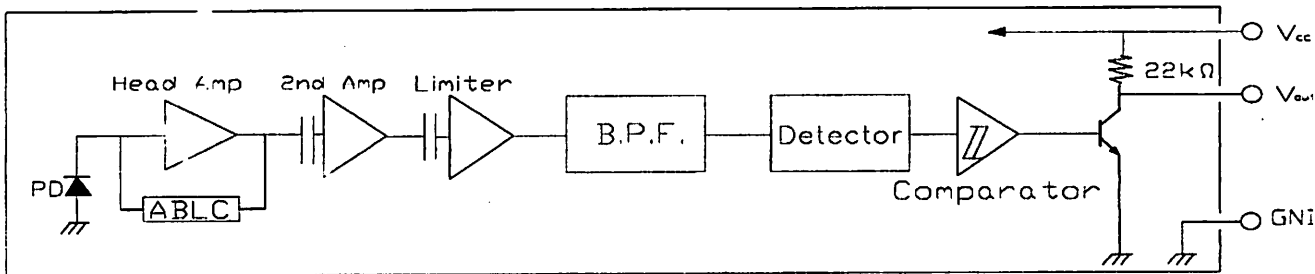 Vcc
Head Amp
2nd Amp
Limiter
22kΩ
Vout
B.P.F.
Detector
PD
ABLC
Comparator
GND